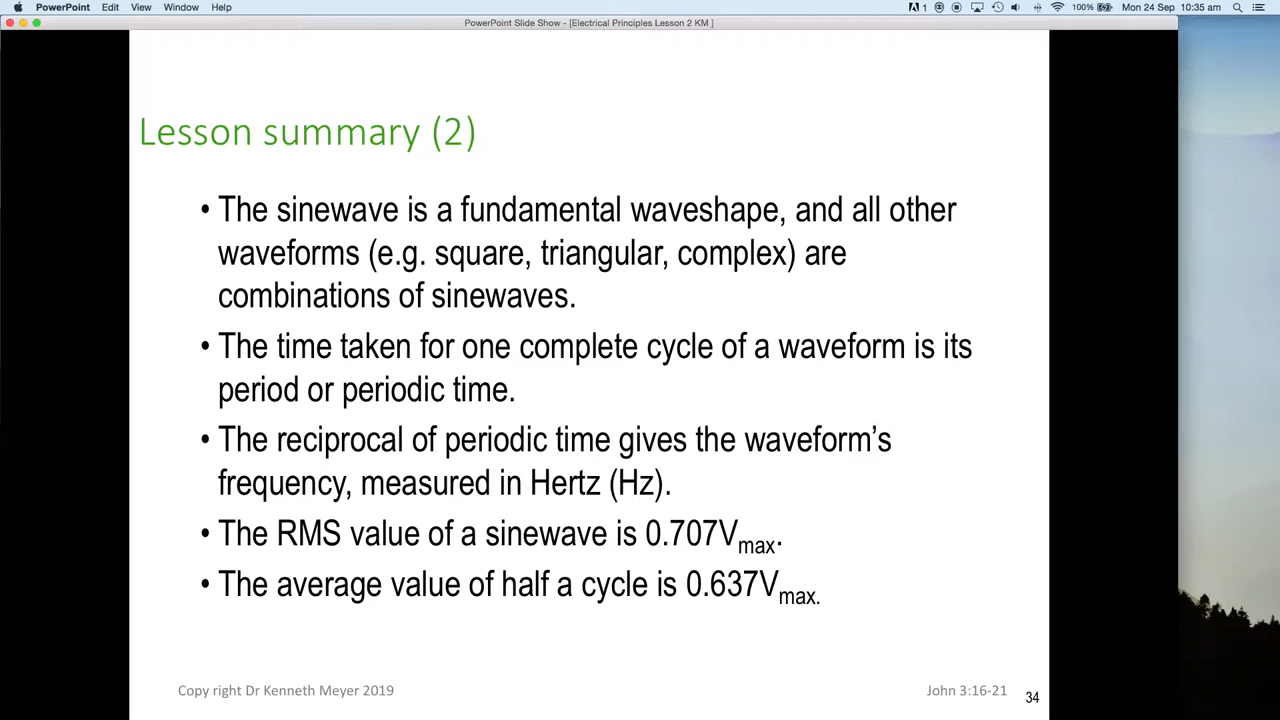 PowerPoint Edit View Window Help 1 100% Mon 24 Sep 10:35 am
PowerPoint Slide Show - [Electrical Principles Lesson 2 KM ]
Lesson summary (2)
• The sinewave is a fundamental waveshape, and all other
waveforms (e.g. square, triangular, complex) are
combinations of sinewaves.
• The time taken for one complete cycle of a waveform is its
period or periodic time.
• The reciprocal of periodic time gives the waveform’s
frequency, measured in Hertz (Hz).
• The RMS value of a sinewave is 0.707Vmax.
• The average value of half a cycle is 0.637Vmax.
Copy right Dr Kenneth Meyer 2019
John 3:16-21
34